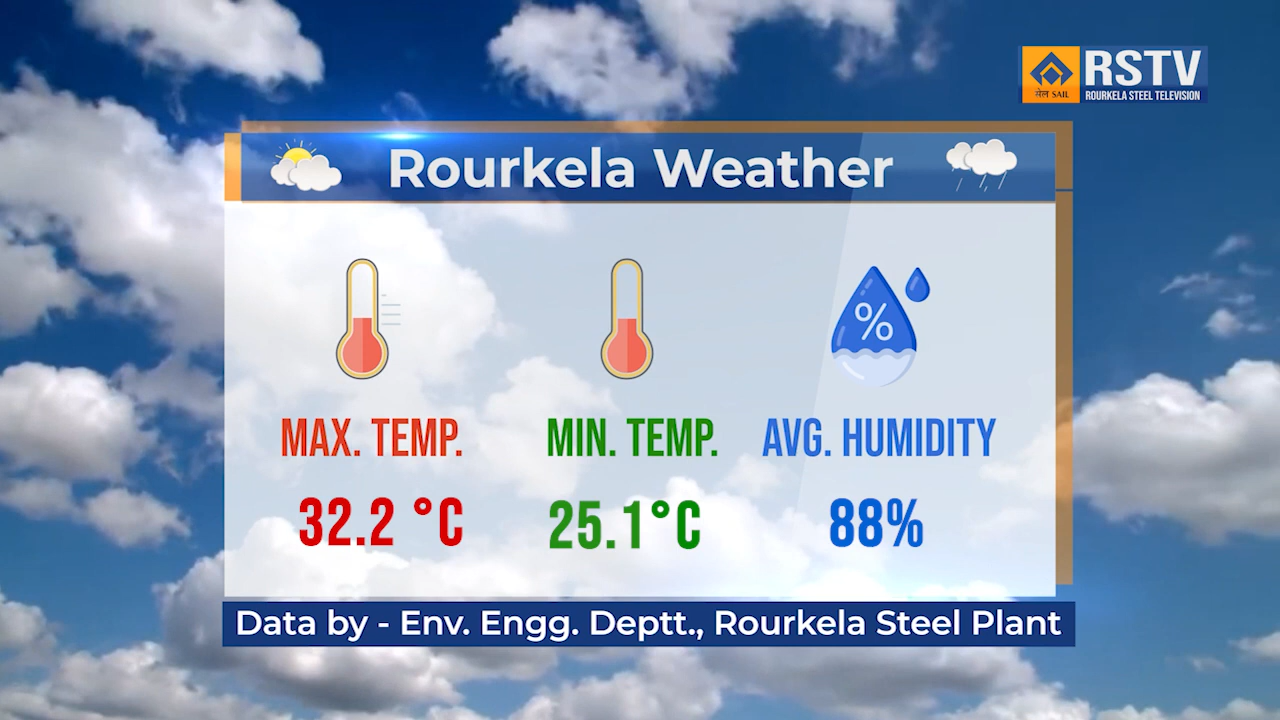 सेल SAIL
RSTV
ROURKELA STEEL TELEVISION
Rourkela Weather
%
MAX. TEMP.
MIN. TEMP.
AVG. HUMIDITY
32.2 °C
25.1°C
88%
Data by - Env. Engg. Deptt., Rourkela Steel Plant